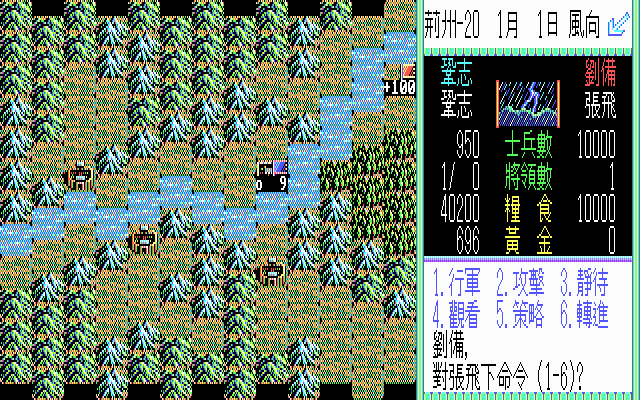 荊州-20 1月 1日 風向
鞏志 劉備
鞏志 張飛
950 士兵數 10000
1/ 0 將領數 1
40200 糧食 10000
696 黃金 0
+100
o 9
1.行軍 2.攻擊 3.靜待
4.觀看 5.策略 6.轉進
劉備,
對張飛下命令 (1-6)?